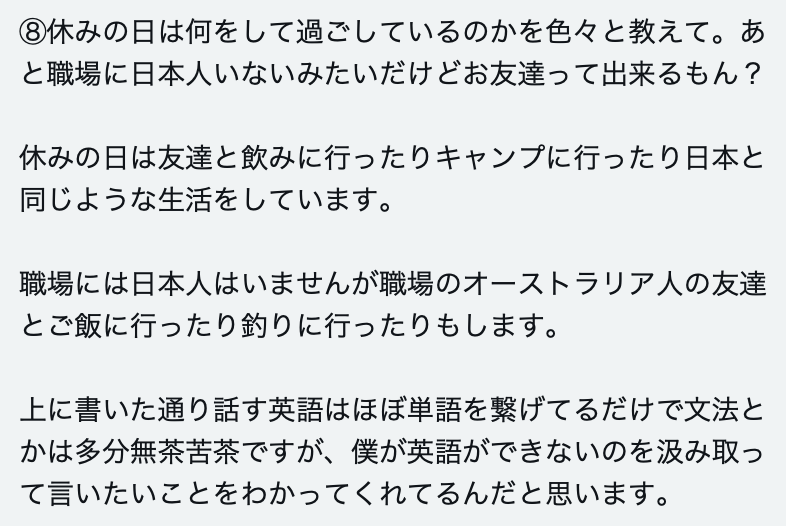 ⑧休みの日は何をして過ごしているのかを色々と教えて。あ
と職場に日本人いないみたいだけどお友達って出来るもん？
休みの日は友達と飲みに行ったりキャンプに行ったり日本と
同じような生活をしています。
職場には日本人はいませんが職場のオーストラリア人の友達
とご飯に行ったり釣りに行ったりもします。
上に書いた通り話す英語はほぼ単語を繋げてるだけで文法と
かは多分無茶苦茶ですが、僕が英語ができないのを汲み取っ
て言いたいことをわかってくれてるんだと思います。